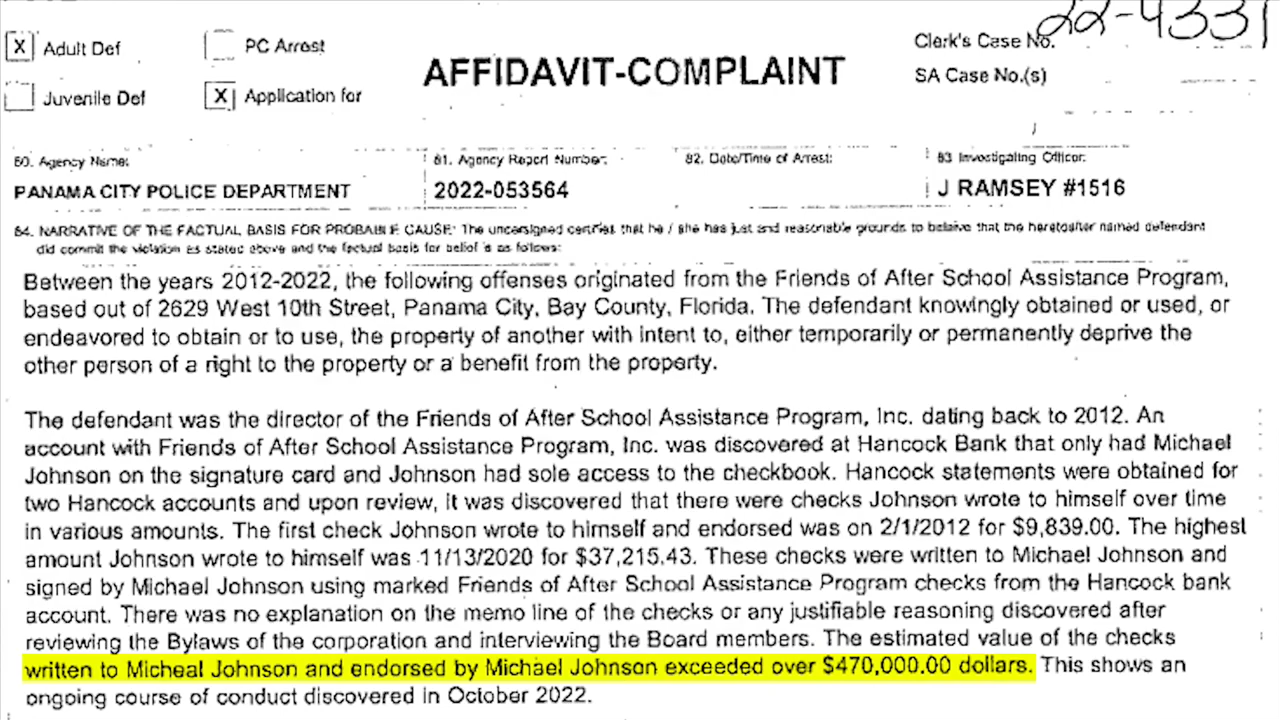 22-4331
X Adult Def
PC Arrest
Clerk's Case No.
AFFIDAVIT-COMPLAINT
SA Case No.(s)
Juvenile Def
X Application for
80. Agency Name:
81. Agency Report Number:
82. Date/Time of Arrest:
83 Investigating Officer:
PANAMA CITY POLICE DEPARTMENT
2022-053564
J RAMSEY #1516
84. NARRATIVE OF THE FACTUAL BASIS FOR PROBABLE CAUSE: The undersigned certifies that he / she has just and reasonable grounds to believe that the hereafter named defendant
did commit the violation as stated above and the factual basis for belief is as follows:
Between the years 2012-2022, the following offenses originated from the Friends of After School Assistance Program,
based out of 2629 West 10th Street, Panama City, Bay County, Florida. The defendant knowingly obtained or used, or
endeavored to obtain or to use, the property of another with intent to, either temporarily or permanently deprive the
other person of a right to the property or a benefit from the property.
The defendant was the director of the Friends of After School Assistance Program, Inc. dating back to 2012. An
account with Friends of After School Assistance Program, Inc. was discovered at Hancock Bank that only had Michael
Johnson on the signature card and Johnson had sole access to the checkbook. Hancock statements were obtained for
two Hancock accounts and upon review, it was discovered that there were checks Johnson wrote to himself over time
in various amounts. The first check Johnson wrote to himself and endorsed was on 2/1/2012 for $9,839.00. The highest
amount Johnson wrote to himself was 11/13/2020 for $37,215.43. These checks were written to Michael Johnson and
signed by Michael Johnson using marked Friends of After School Assistance Program checks from the Hancock bank
account. There was no explanation on the memo line of the checks or any justifiable reasoning discovered after
reviewing the Bylaws of the corporation and interviewing the Board members. The estimated value of the checks
written to Micheal Johnson and endorsed by Michael Johnson exceeded over $470,000.00 dollars. This shows an
ongoing course of conduct discovered in October 2022.